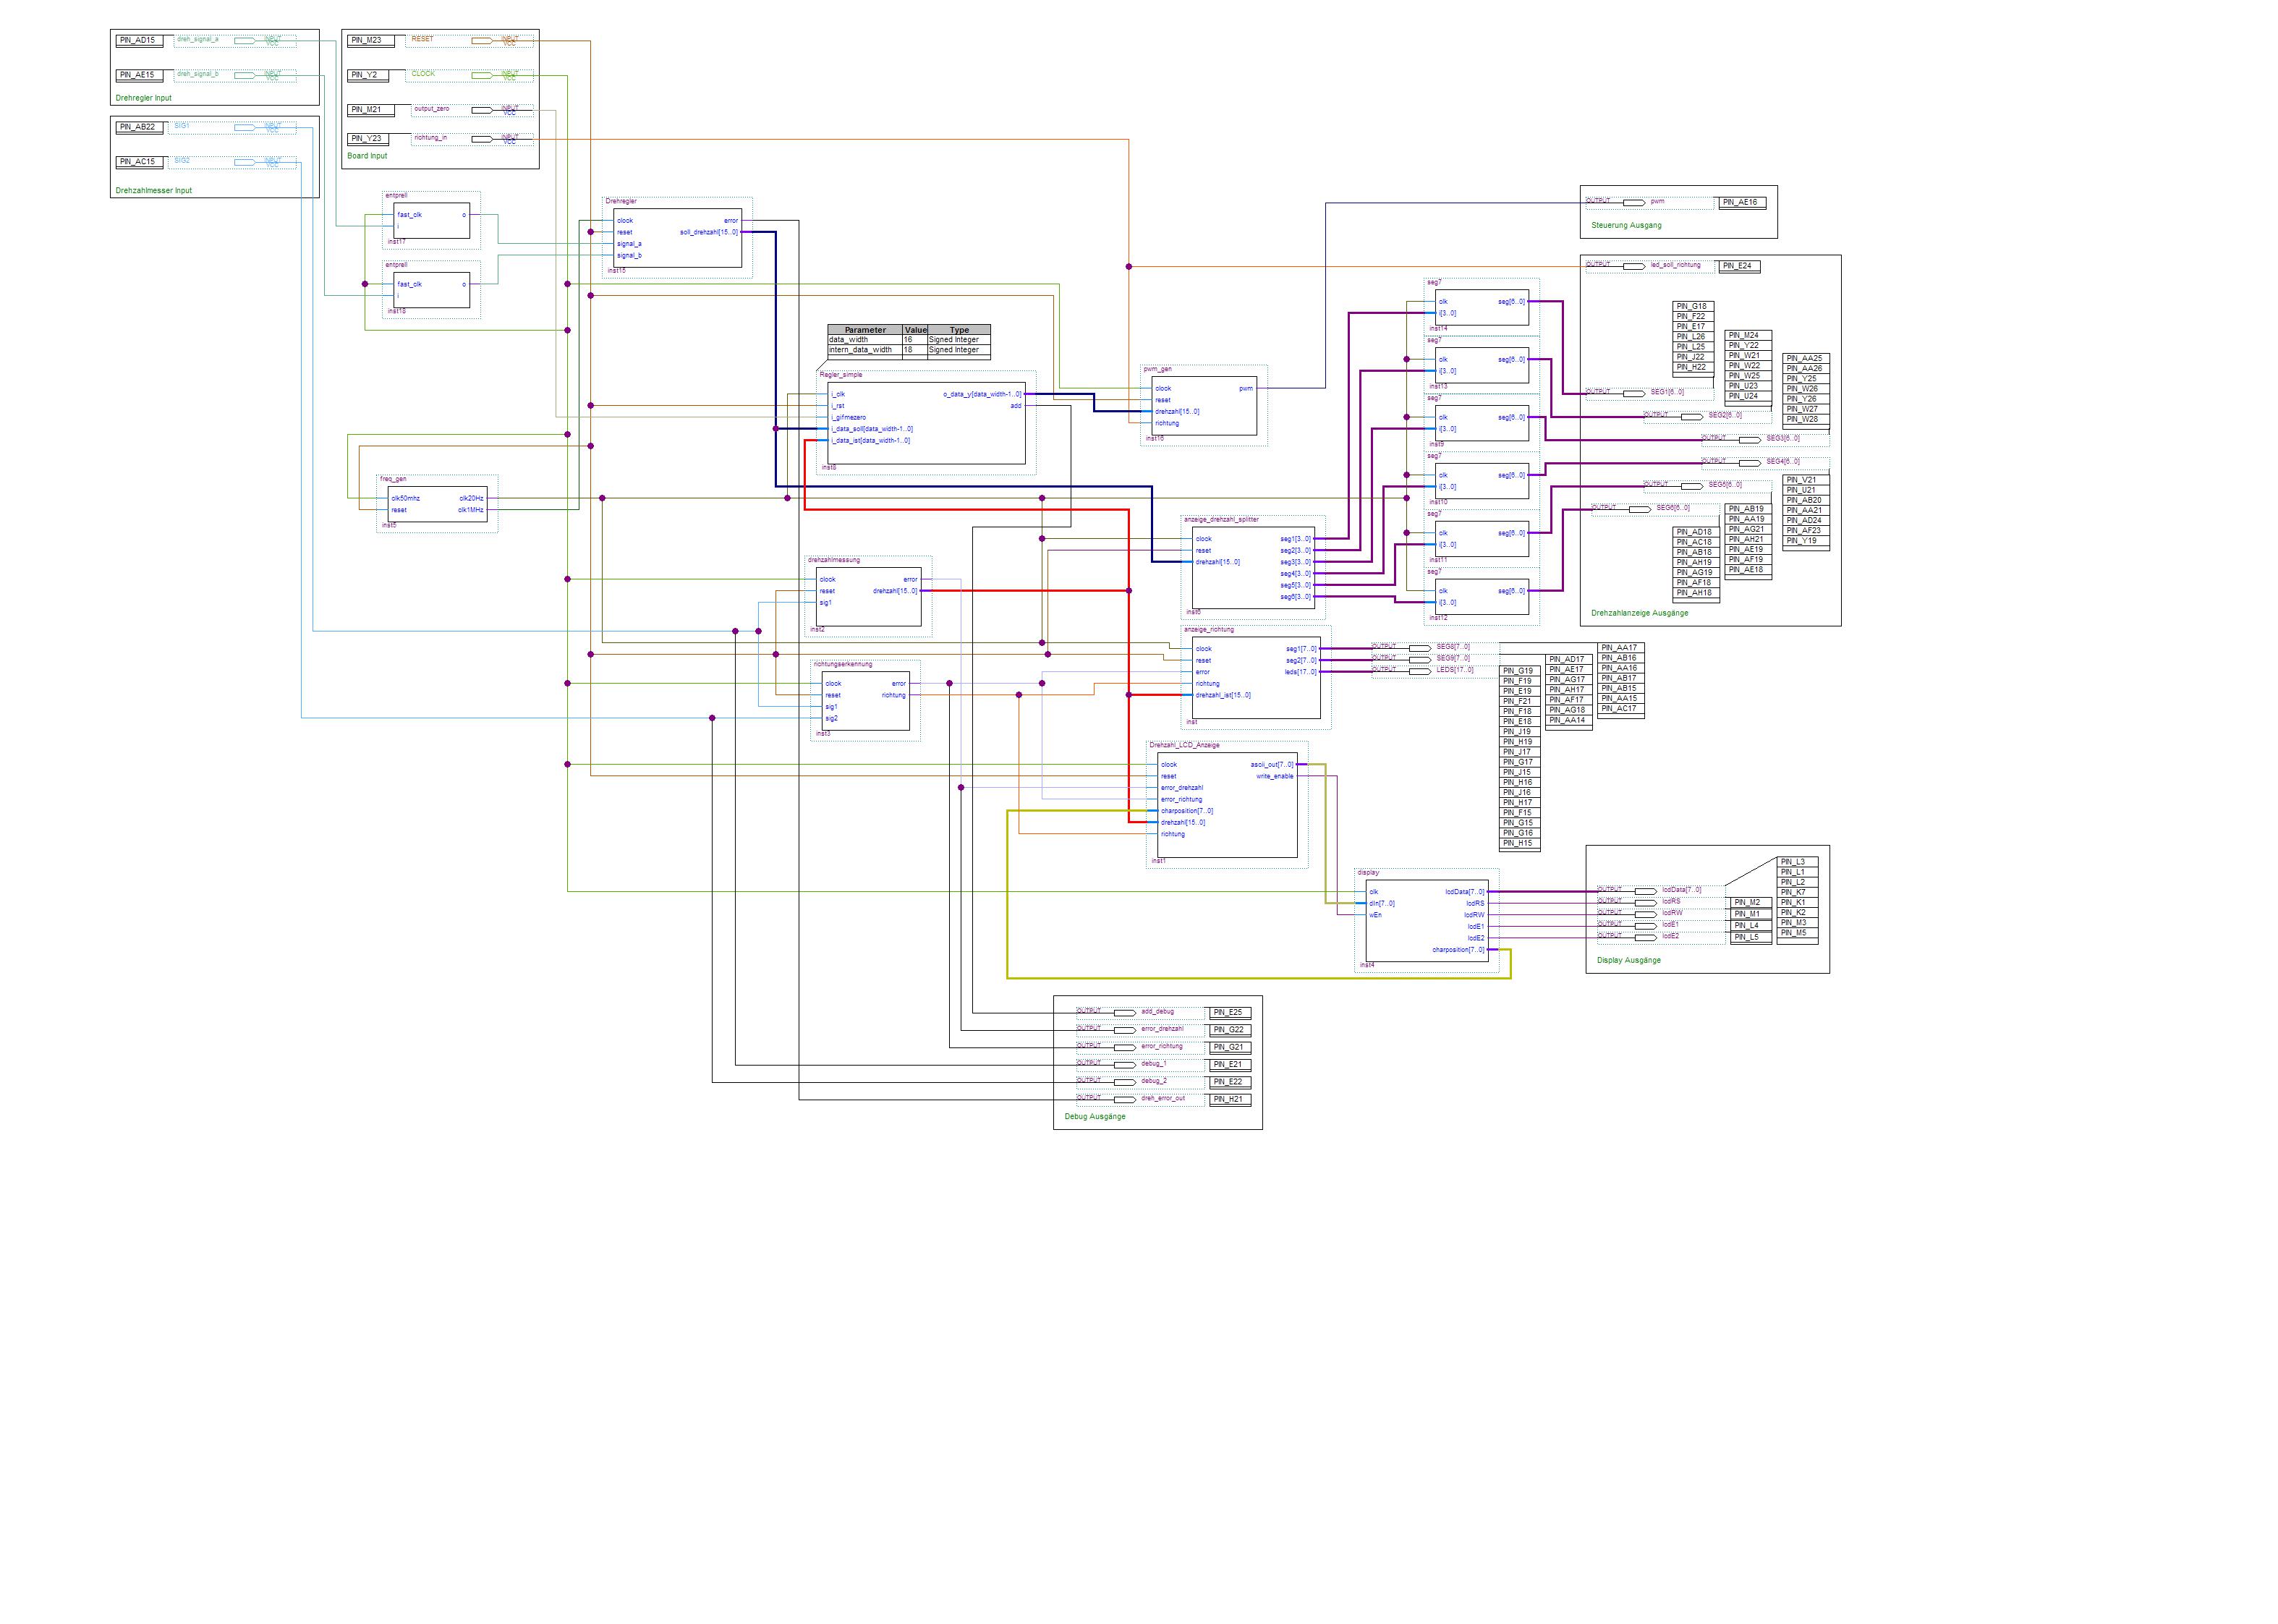 PIN_AD15 dreh_signal_a INPUT VCC
PIN_AE15 dreh_signal_b INPUT VCC
Drehregler Input
PIN_AB22 SIG1 INPUT VCC
PIN_AC15 SIG2 INPUT VCC
Drehzahlmesser Input
PIN_M23 RESET INPUT VCC
PIN_Y2 CLOCK INPUT VCC
PIN_M21 output_zero INPUT VCC
PIN_Y23 richtung_in INPUT VCC
Board Input
entprell
fast_clk o
i
inst17
entprell
fast_clk o
i
inst18
Drehregler
clock error
reset soll_drehzahl[15..0]
signal_a
signal_b
inst15
Parameter Value Type
data_width 16 Signed Integer
intern_data_width 18 Signed Integer
Regler_simple
i_clk o_data_y[data_width-1..0]
i_rst add
i_gifmezero
i_data_soll[data_width-1..0]
i_data_ist[data_width-1..0]
inst8
freq_gen
clk50mhz clk20Hz
reset clk1MHz
inst5
pwm_gen
clock pwm
reset
drehzahl[15..0]
richtung
inst16
drehzahlmessung
clock error
reset drehzahl[15..0]
sig1
inst2
richtungserkennung
clock error
reset richtung
sig1
sig2
inst3
anzeige_drehzahl_splitter
clock seg1[3..0]
reset seg2[3..0]
drehzahl[15..0] seg3[3..0]
seg4[3..0]
seg5[3..0]
seg6[3..0]
inst6
anzeige_richtung
clock seg1[7..0]
reset seg2[7..0]
error leds[17..0]
richtung
drehzahl_ist[15..0]
inst
Drehzahl_LCD_Anzeige
clock ascii_out[7..0]
reset write_enable
error_drehzahl
error_richtung
charposition[7..0]
drehzahl[15..0]
richtung
inst1
display
clk lcdData[7..0]
din[7..0] lcdRS
wEn lcdRW
lcdE1
lcdE2
charposition[7..0]
inst4
seg7
clk seg[6..0]
i[3..0]
inst14
seg7
clk seg[6..0]
i[3..0]
inst13
seg7
clk seg[6..0]
i[3..0]
inst9
seg7
clk seg[6..0]
i[3..0]
inst10
seg7
clk seg[6..0]
i[3..0]
inst11
seg7
clk seg[6..0]
i[3..0]
inst12
OUTPUT pwm PIN_AE16
Steuerung Ausgang
OUTPUT led_soll_richtung PIN_E24
PIN_G18
PIN_F22
PIN_E17
PIN_L26
PIN_L25
PIN_J22
PIN_H22
PIN_M24
PIN_Y22
PIN_W21
PIN_W22
PIN_W25
PIN_U23
PIN_U24
PIN_AA25
PIN_AA26
PIN_Y25
PIN_W26
PIN_Y26
PIN_W27
PIN_W28
OUTPUT SEG1[6..0]
OUTPUT SEG2[6..0]
OUTPUT SEG3[6..0]
OUTPUT SEG4[6..0]
OUTPUT SEG5[6..0]
OUTPUT SEG6[6..0]
PIN_V21
PIN_U21
PIN_AB20
PIN_AA21
PIN_AD24
PIN_AF23
PIN_Y19
PIN_AB19
PIN_AA19
PIN_AG21
PIN_AH21
PIN_AE19
PIN_AF19
PIN_AE18
PIN_AD18
PIN_AC18
PIN_AB18
PIN_AH19
PIN_AG19
PIN_AF18
PIN_AH18
Drehzahlanzeige Ausgänge
OUTPUT SEG8[7..0]
OUTPUT SEG9[7..0]
OUTPUT LEDS[17..0]
PIN_AA17
PIN_AB16
PIN_AA16
PIN_AB17
PIN_AB15
PIN_AA15
PIN_AC17
PIN_AD17
PIN_AE17
PIN_AG17
PIN_AH17
PIN_AF17
PIN_AG18
PIN_AA14
PIN_G19
PIN_F19
PIN_E19
PIN_F21
PIN_F18
PIN_E18
PIN_J19
PIN_H19
PIN_J17
PIN_G17
PIN_J15
PIN_H16
PIN_J16
PIN_H17
PIN_F15
PIN_G15
PIN_G16
PIN_H15
OUTPUT lcdData[7..0]
OUTPUT lcdRS PIN_M2
OUTPUT lcdRW PIN_M1
OUTPUT lcdE1 PIN_L4
OUTPUT lcdE2 PIN_L5
PIN_L3
PIN_L1
PIN_L2
PIN_K7
PIN_K1
PIN_K2
PIN_M3
PIN_M5
Display Ausgänge
OUTPUT add_debug PIN_E25
OUTPUT error_drehzahl PIN_G22
OUTPUT error_richtung PIN_G21
OUTPUT debug_1 PIN_E21
OUTPUT debug_2 PIN_E22
OUTPUT dreh_error_out PIN_H21
Debug Ausgänge